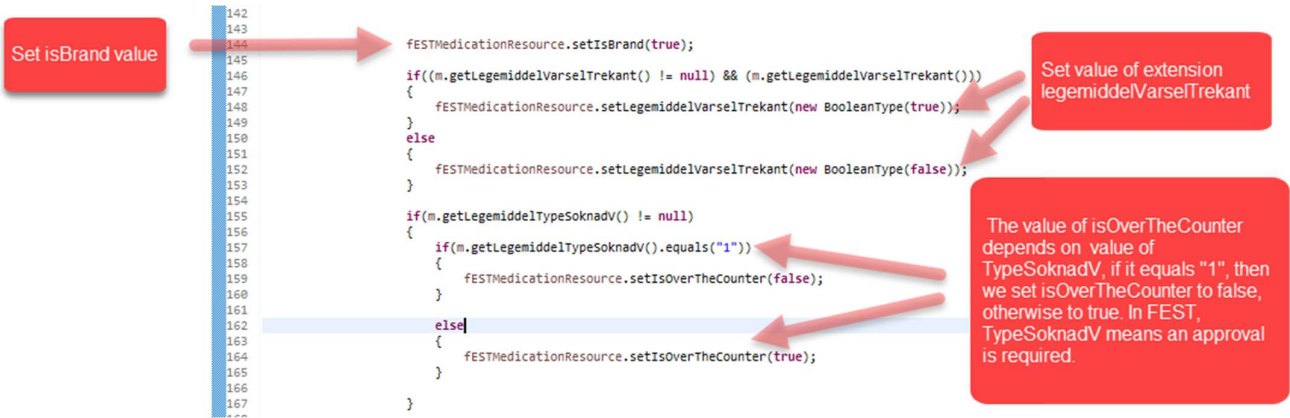 142
143
144 fESTMedicationResource.setIsBrand(true);
145
146 if((m.getLegemiddelVarselTrekant() != null) && (m.getLegemiddelVarselTrekant()))
147 {
148 fESTMedicationResource.setLegemiddelVarselTrekant(new BooleanType(true));
149 }
150 else
151 {
152 fESTMedicationResource.setLegemiddelVarselTrekant(new BooleanType(false));
153 }
154
155 if(m.getLegemiddelTypeSoknadV() != null)
156 {
157 if(m.getLegemiddelTypeSoknadV().equals("1"))
158 {
159 fESTMedicationResource.setIsOverTheCounter(false);
160 }
161
162 else
163 {
164 fESTMedicationResource.setIsOverTheCounter(true);
165 }
166
167 }
Set isBrand value
Set value of extension
legemiddelVarselTrekant
The value of isOverTheCounter
depends on value of
TypeSoknadV, if it equals "1", then
we set isOverTheCounter to false,
otherwise to true. In FEST,
TypeSoknadV means an approval
is required.